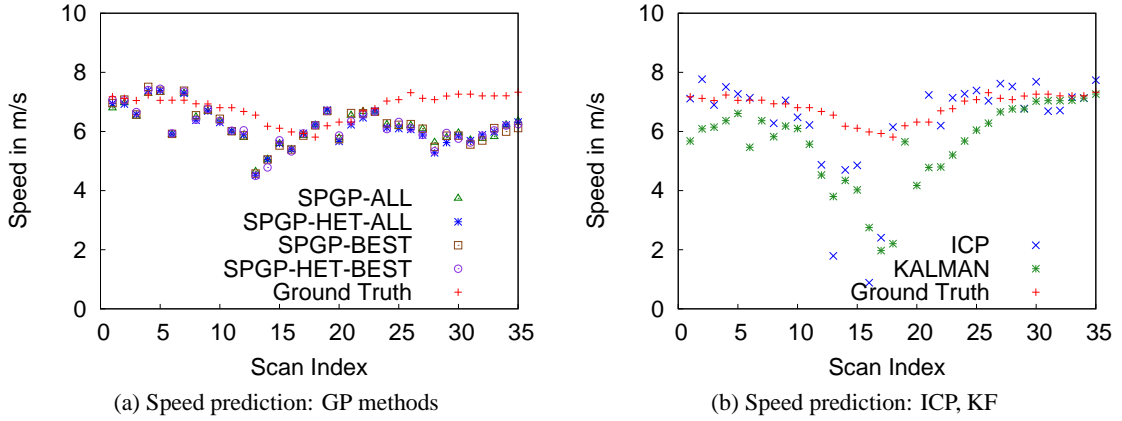 10
8
6
4
2
0
Speed in m/s
SPGP-ALL
SPGP-HET-ALL
SPGP-BEST
SPGP-HET-BEST
Ground Truth
0 5 10 15 20 25 30 35
Scan Index
(a) Speed prediction: GP methods
10
8
6
4
2
0
Speed in m/s
ICP
KALMAN
Ground Truth
0 5 10 15 20 25 30 35
Scan Index
(b) Speed prediction: ICP, KF